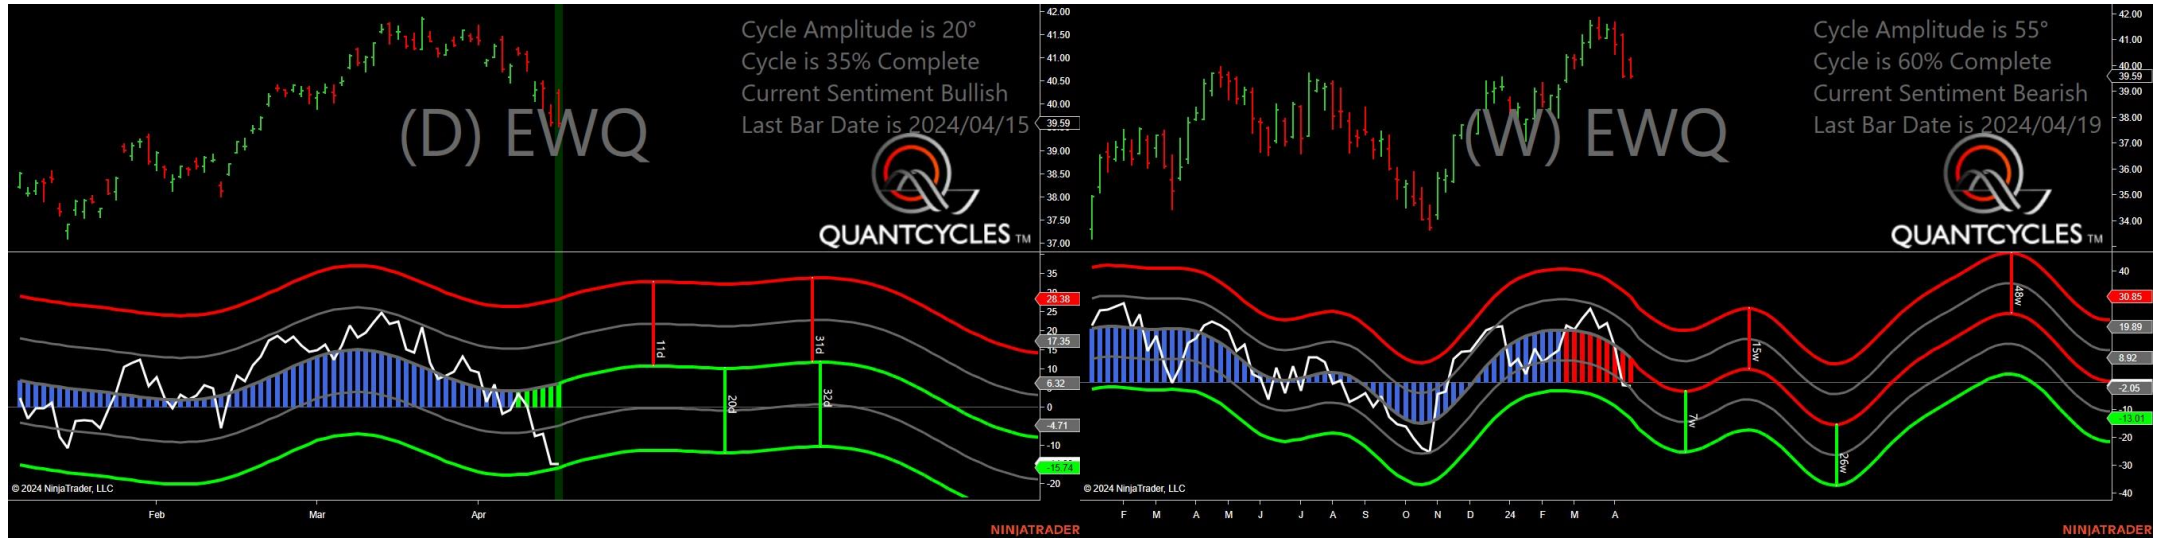 Cycle Amplitude is 20°
Cycle is 35% Complete
Current Sentiment Bullish
Last Bar Date is 2024/04/15
(D) EWQ
QUANTCYCLES TM
42.00
41.50
41.00
40.50
40.00
39.59
39.00
38.50
38.00
37.50
37.00
35
28.38
25
20
17.35
15
10
6.32
0
-4.71
-10
-15.74
-20
11d
20d
31d
32d
© 2024 NinjaTrader, LLC
Feb
Mar
Apr
NINJATRADER
Cycle Amplitude is 55°
Cycle is 60% Complete
Current Sentiment Bearish
Last Bar Date is 2024/04/19
(W) EWQ
QUANTCYCLES TM
42.00
41.00
40.00
39.59
39.00
38.00
37.00
36.00
35.00
34.00
40
30.85
19.89
8.92
-2.05
-10
-13.01
-20
-30
-40
7w
15w
26w
48w
© 2024 NinjaTrader, LLC
F M A M J J A S O N D 24 F M A
NINJATRADER